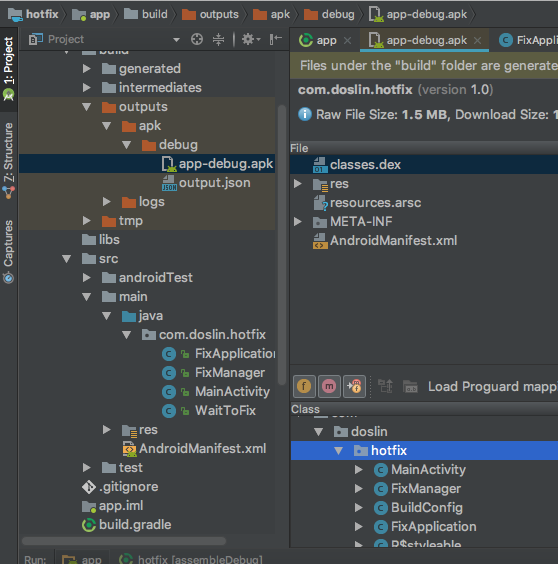 hotfix app build outputs apk debug app-debug.apk
1: Project
Z: Structure
Captures
Project
build
generated
intermediates
outputs
apk
debug
app-debug.apk
output.json
logs
tmp
libs
src
androidTest
main
java
com.doslin.hotfix
FixApplication
FixManager
MainActivity
WaitToFix
res
AndroidManifest.xml
test
.gitignore
app.iml
build.gradle
app app-debug.apk FixAppli
Files under the "build" folder are generate
com.doslin.hotfix (version 1.0)
Raw File Size: 1.5 MB, Download Size: 1
File
classes.dex
res
resources.arsc
META-INF
AndroidManifest.xml
Load Proguard mapp
Class
com
doslin
hotfix
MainActivity
FixManager
BuildConfig
FixApplication
R$styleable
Run: app hotfix [assembleDebug]